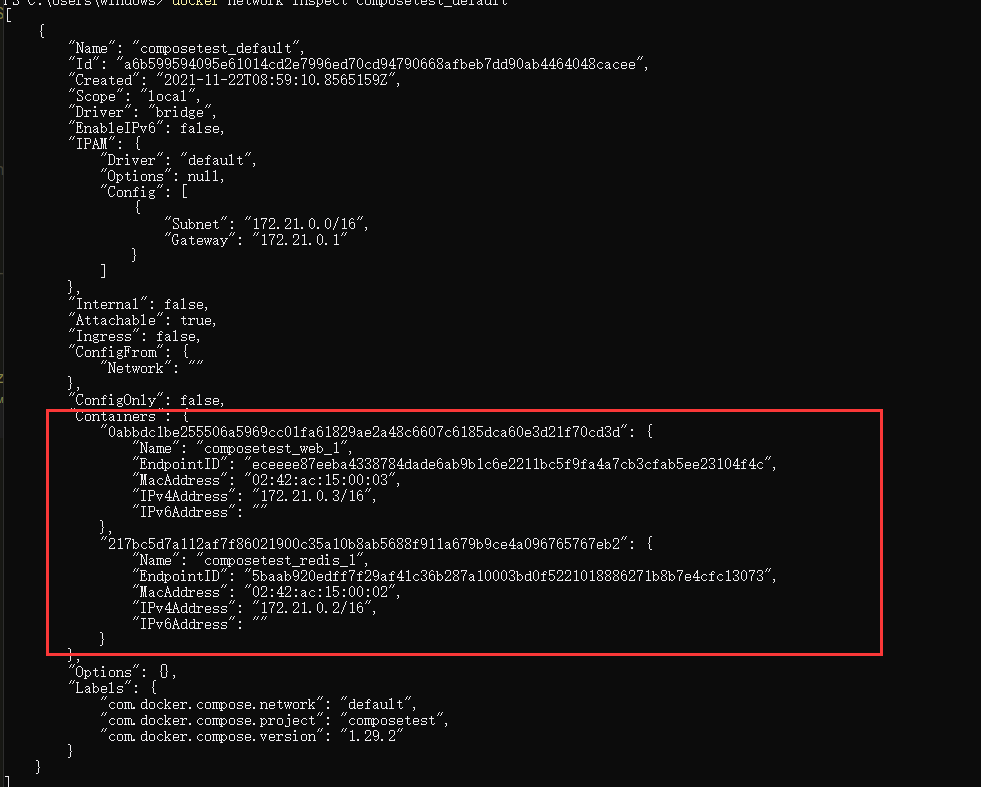 PS C:\Users\windows> docker network inspect composetest_default
[
    {
        "Name": "composetest_default",
        "Id": "a6b599594095e61014cd2e7996ed70cd94790668afbeb7dd90ab4464048cacee",
        "Created": "2021-11-22T08:59:10.8565159Z",
        "Scope": "local",
        "Driver": "bridge",
        "EnableIPv6": false,
        "IPAM": {
            "Driver": "default",
            "Options": null,
            "Config": [
                {
                    "Subnet": "172.21.0.0/16",
                    "Gateway": "172.21.0.1"
                }
            ]
        },
        "Internal": false,
        "Attachable": true,
        "Ingress": false,
        "ConfigFrom": {
            "Network": ""
        },
        "ConfigOnly": false,
        "Containers": {
            "0abbdc1be255506a5969cc01fa61829ae2a48c6607c6185dca60e3d21f70cd3d": {
                "Name": "composetest_web_1",
                "EndpointID": "eceeee87eeba4338784dade6ab9b1c6e2211bc5f9fa4a7cb3cfab5ee23104f4c",
                "MacAddress": "02:42:ac:15:00:03",
                "IPv4Address": "172.21.0.3/16",
                "IPv6Address": ""
            },
            "217bc5d7a112af7f86021900c35a10b8ab5688f911a679b9ce4a096765767eb2": {
                "Name": "composetest_redis_1",
                "EndpointID": "5baab920edff7f29af41c36b287a10003bd0f5221018886271b8b7e4cfc13073",
                "MacAddress": "02:42:ac:15:00:02",
                "IPv4Address": "172.21.0.2/16",
                "IPv6Address": ""
            }
        },
        "Options": {},
        "Labels": {
            "com.docker.compose.network": "default",
            "com.docker.compose.project": "composetest",
            "com.docker.compose.version": "1.29.2"
        }
    }
]